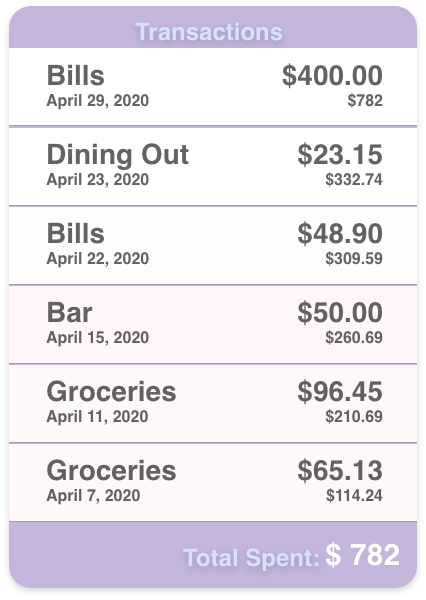 Transactions
Bills $400.00
April 29, 2020 $782
Dining Out $23.15
April 23, 2020 $332.74
Bills $48.90
April 22, 2020 $309.59
Bar $50.00
April 15, 2020 $260.69
Groceries $96.45
April 11, 2020 $210.69
Groceries $65.13
April 7, 2020 $114.24
Total Spent: $ 782